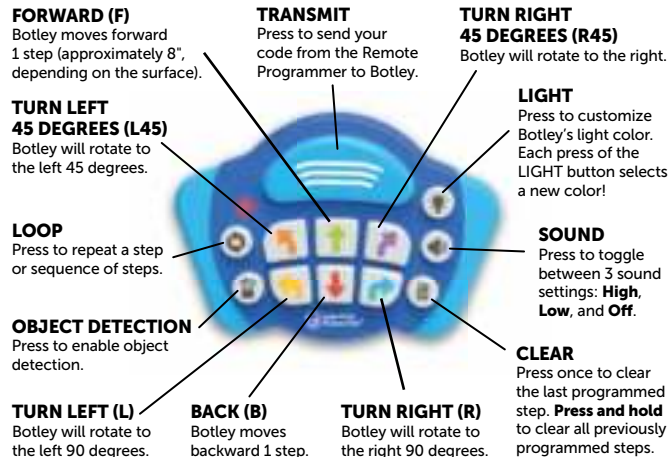 FORWARD (F)
Botley moves forward
1 step (approximately 8",
depending on the surface).
TRANSMIT
Press to send your
code from the Remote
Programmer to Botley.
TURN RIGHT
45 DEGREES (R45)
Botley will rotate to the right.
TURN LEFT
45 DEGREES (L45)
Botley will rotate to
the left 45 degrees.
LIGHT
Press to customize
Botley's light color.
Each press of the
LIGHT button selects
a new color!
LOOP
Press to repeat a step
or sequence of steps.
SOUND
Press to toggle
between 3 sound
settings: High,
Low, and Off.
OBJECT DETECTION
Press to enable object
detection.
CLEAR
Press once to clear
the last programmed
step. Press and hold
to clear all previously
programmed steps.
TURN LEFT (L)
Botley will rotate to
the left 90 degrees.
BACK (B)
Botley moves
backward 1 step.
TURN RIGHT (R)
Botley will rotate to
the right 90 degrees.